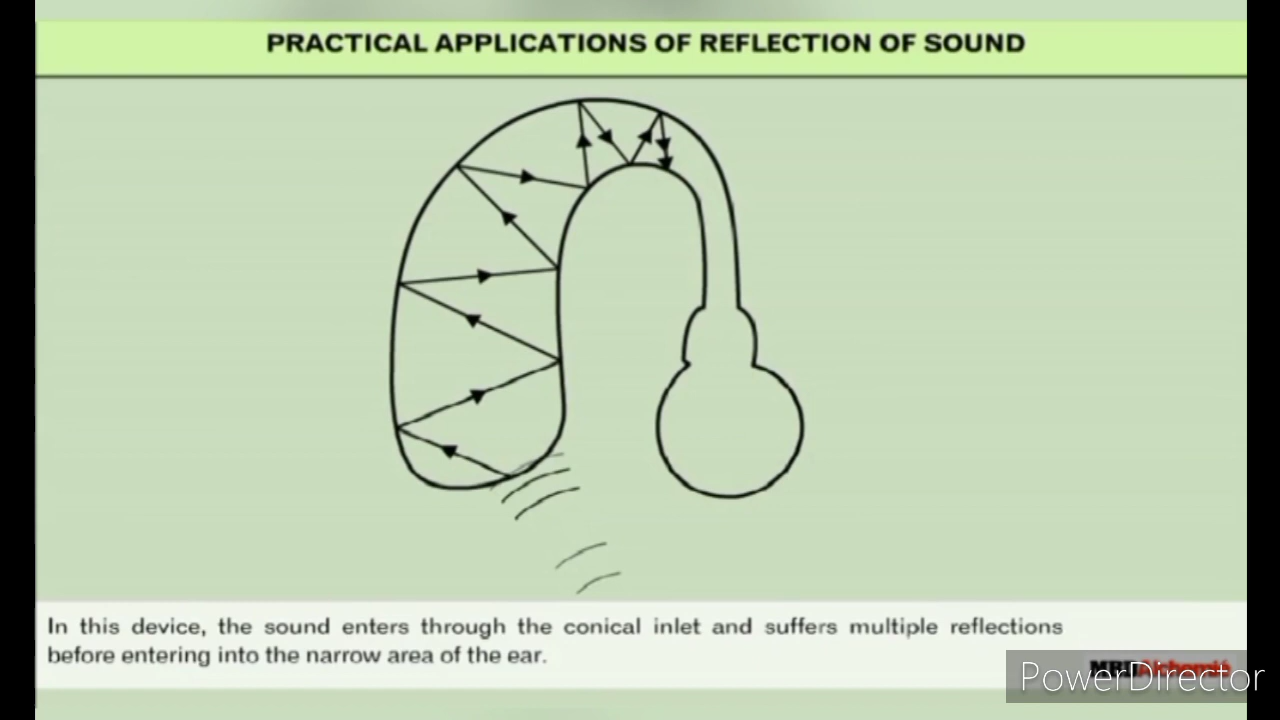 PRACTICAL APPLICATIONS OF REFLECTION OF SOUND
In this device, the sound enters through the conical inlet and suffers multiple reflections
before entering into the narrow area of the ear.
PowerDirector